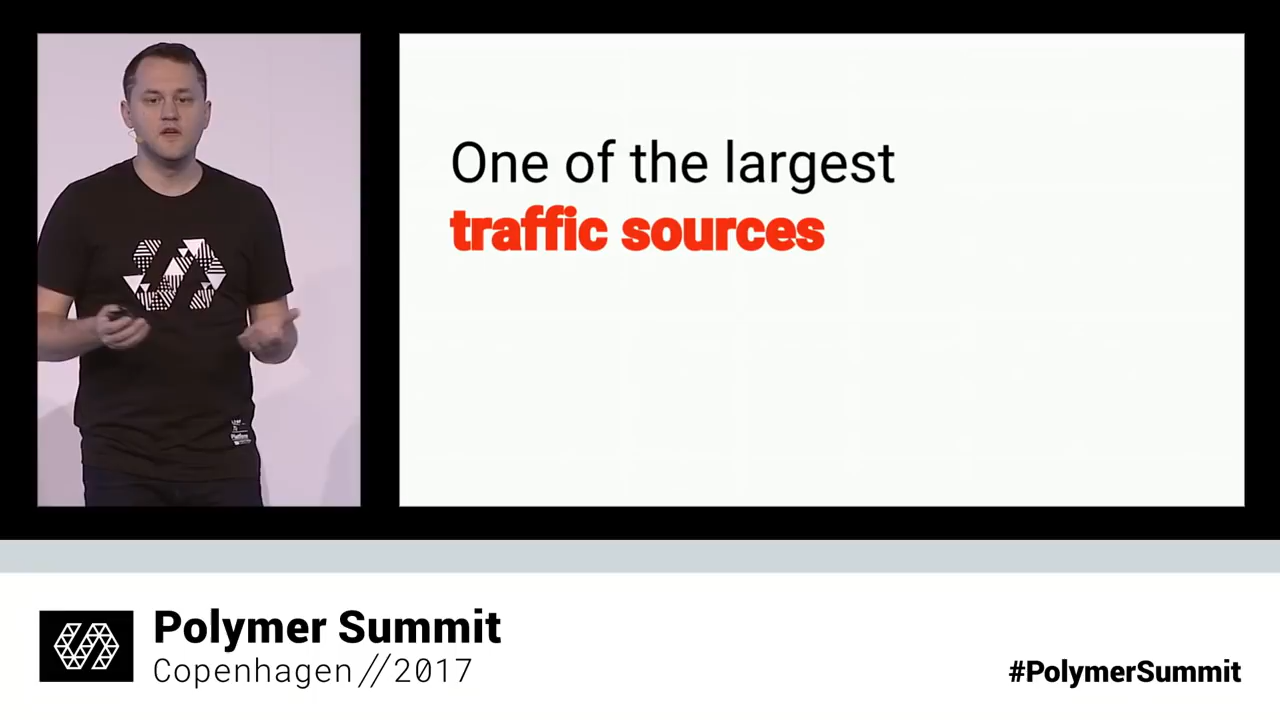 One of the largest
traffic sources
Polymer Summit
Copenhagen//2017
#PolymerSummit